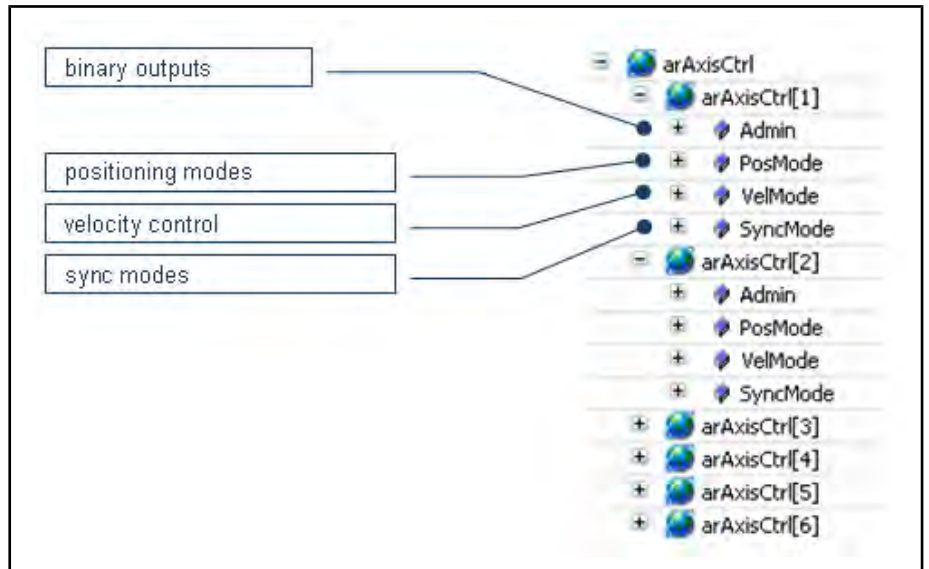 binary outputs
positioning modes
velocity control
sync modes
arAxisCtrl
arAxisCtrl[1]
Admin
PosMode
VelMode
SyncMode
arAxisCtrl[2]
Admin
PosMode
VelMode
SyncMode
arAxisCtrl[3]
arAxisCtrl[4]
arAxisCtrl[5]
arAxisCtrl[6]